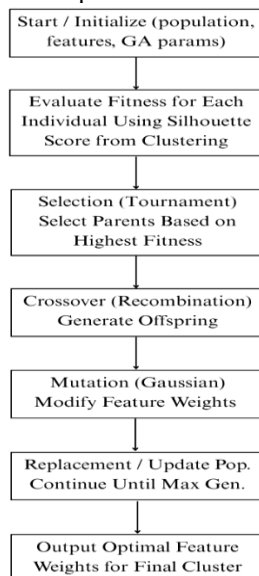 Start / Initialize (population,
features, GA params)
Evaluate Fitness for Each
Individual Using Silhouette
Score from Clustering
Selection (Tournament)
Select Parents Based on
Highest Fitness
Crossover (Recombination)
Generate Offspring
Mutation (Gaussian)
Modify Feature Weights
Replacement / Update Pop.
Continue Until Max Gen.
Output Optimal Feature
Weights for Final Cluster